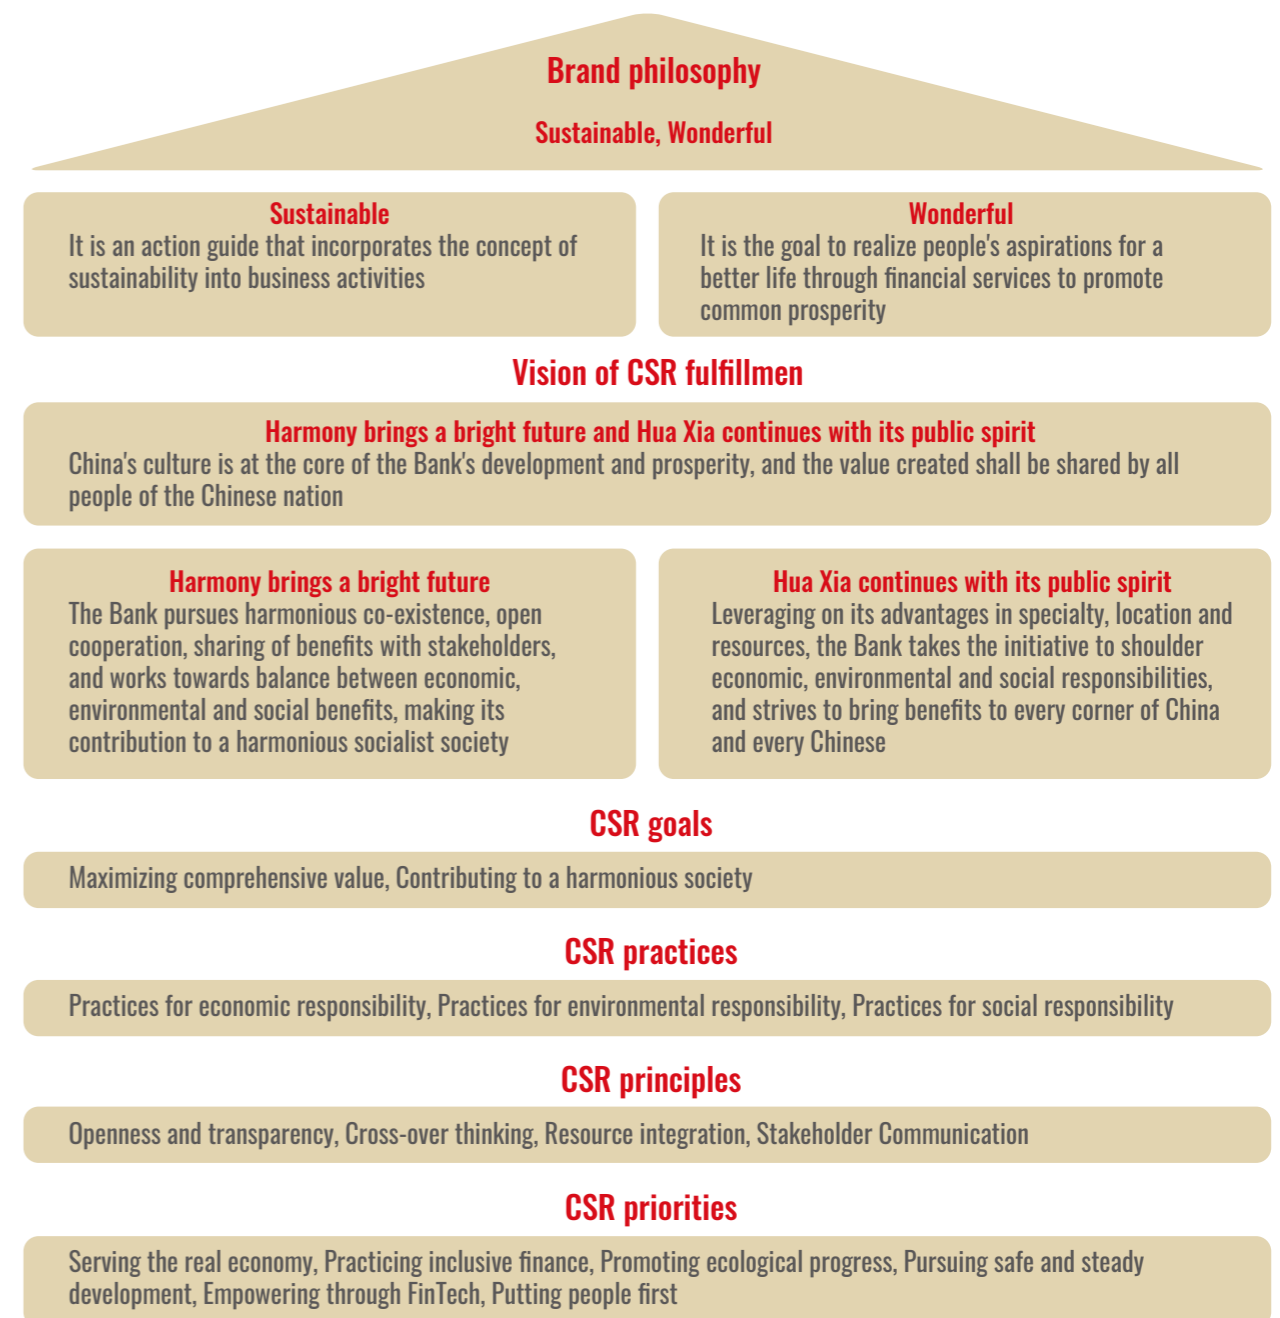 Brand philosophy
Sustainable, Wonderful
Sustainable
It is an action guide that incorporates the concept of
sustainability into business activities
Wonderful
It is the goal to realize people's aspirations for a
better life through financial services to promote
common prosperity
Vision of CSR fulfillmen
Harmony brings a bright future and Hua Xia continues with its public spirit
China's culture is at the core of the Bank's development and prosperity, and the value created shall be shared by all
people of the Chinese nation
Harmony brings a bright future
The Bank pursues harmonious co-existence, open
cooperation, sharing of benefits with stakeholders,
and works towards balance between economic,
environmental and social benefits, making its
contribution to a harmonious socialist society
Hua Xia continues with its public spirit
Leveraging on its advantages in specialty, location and
resources, the Bank takes the initiative to shoulder
economic, environmental and social responsibilities,
and strives to bring benefits to every corner of China
and every Chinese
CSR goals
Maximizing comprehensive value, Contributing to a harmonious society
CSR practices
Practices for economic responsibility, Practices for environmental responsibility, Practices for social responsibility
CSR principles
Openness and transparency, Cross-over thinking, Resource integration, Stakeholder Communication
CSR priorities
Serving the real economy, Practicing inclusive finance, Promoting ecological progress, Pursuing safe and steady
development, Empowering through FinTech, Putting people first